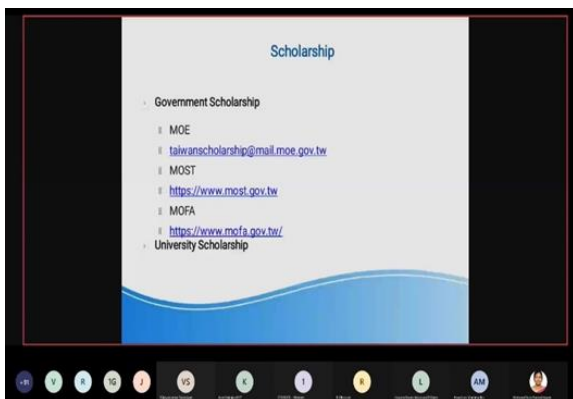 Scholarship
Government Scholarship
MOE
taiwanscholarship@mail.moe.gov.tw
MOST
https://www.most.gov.tw
MOFA
https://www.mofa.gov.tw/
University Scholarship
+91 V R 1G J VS K 1 R L AM